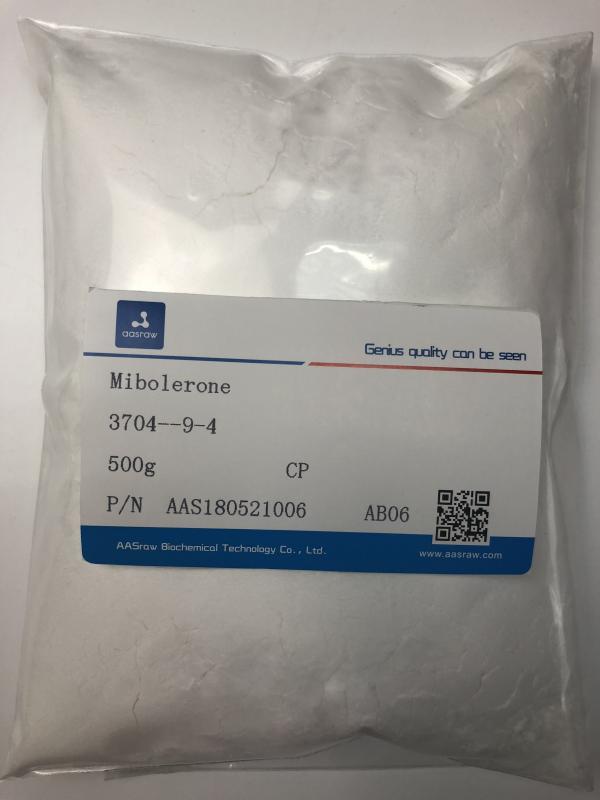 aasraw
Genius quality can be seen
Mibolerone
3704--9-4
500g CP
P/N AAS180521006 AB06
AASraw Biochemical Technology Co., Ltd.
www.aasraw.com